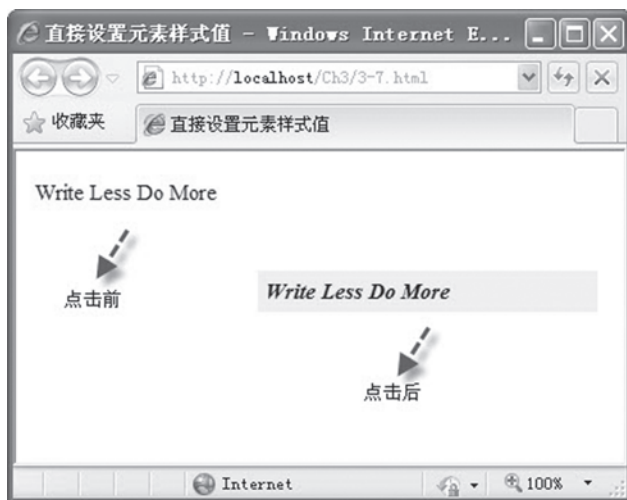 直接设置元素样式值 - Windows Internet E...
http://localhost/Ch3/3-7.html
收藏夹
直接设置元素样式值
Write Less Do More
点击前
Write Less Do More
点击后
Internet
100%